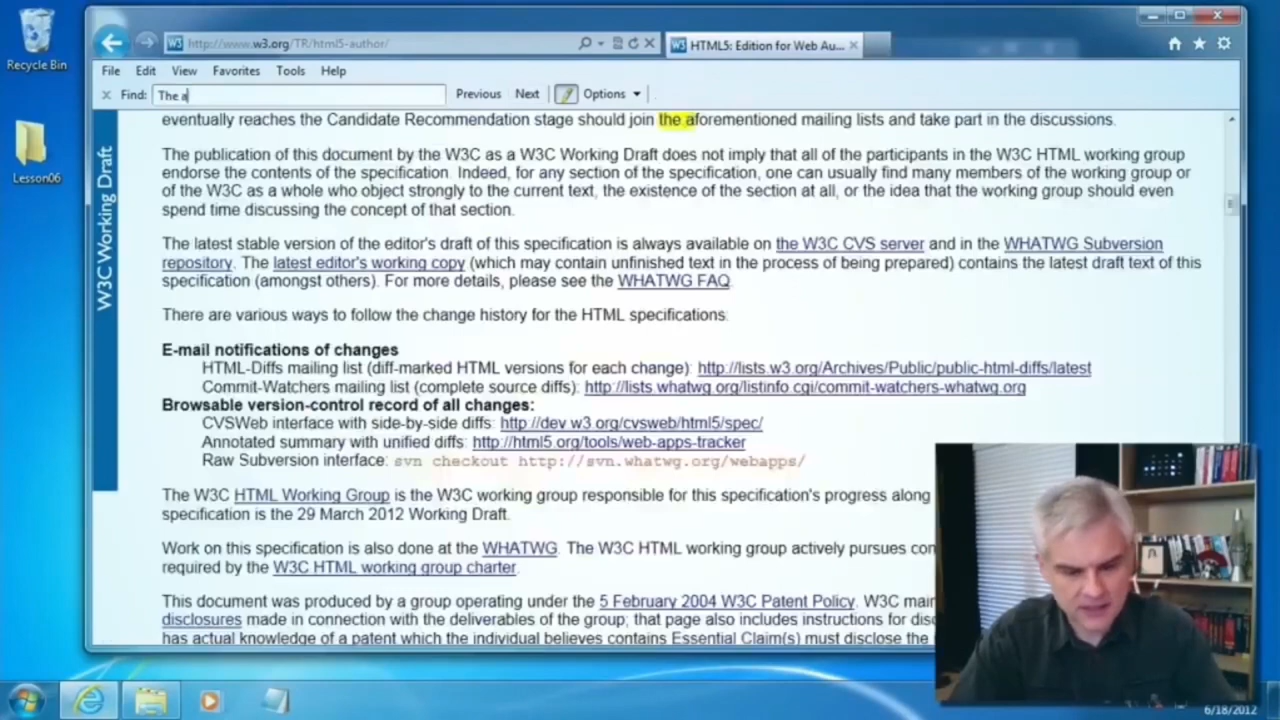 Recycle Bin
Lesson06
http://www.w3.org/TR/html5-author/
HTML5: Edition for Web Au...
File Edit View Favorites Tools Help
Find: The a Previous Next Options
W3C Working Draft
eventually reaches the Candidate Recommendation stage should join the aforementioned mailing lists and take part in the discussions.
The publication of this document by the W3C as a W3C Working Draft does not imply that all of the participants in the W3C HTML working group
endorse the contents of the specification. Indeed, for any section of the specification, one can usually find many members of the working group or
of the W3C as a whole who object strongly to the current text, the existence of the section at all, or the idea that the working group should even
spend time discussing the concept of that section.
The latest stable version of the editor's draft of this specification is always available on the W3C CVS server and in the WHATWG Subversion
repository. The latest editor's working copy (which may contain unfinished text in the process of being prepared) contains the latest draft text of this
specification (amongst others). For more details, please see the WHATWG FAQ.
There are various ways to follow the change history for the HTML specifications:
E-mail notifications of changes
HTML-Diffs mailing list (diff-marked HTML versions for each change): http://lists.w3.org/Archives/Public/public-html-diffs/latest
Commit-Watchers mailing list (complete source diffs): http://lists.whatwg.org/listinfo.cgi/commit-watchers-whatwg.org
Browsable version-control record of all changes:
CVSWeb interface with side-by-side diffs: http://dev.w3.org/cvsweb/html5/spec/
Annotated summary with unified diffs: http://html5.org/tools/web-apps-tracker
Raw Subversion interface: svn checkout http://svn.whatwg.org/webapps/
The W3C HTML Working Group is the W3C working group responsible for this specification's progress along
specification is the 29 March 2012 Working Draft.
Work on this specification is also done at the WHATWG. The W3C HTML working group actively pursues con
required by the W3C HTML working group charter.
This document was produced by a group operating under the 5 February 2004 W3C Patent Policy. W3C main
disclosures made in connection with the deliverables of the group; that page also includes instructions for disc
has actual knowledge of a patent which the individual believes contains Essential Claim(s) must disclose the i
6/18/2012